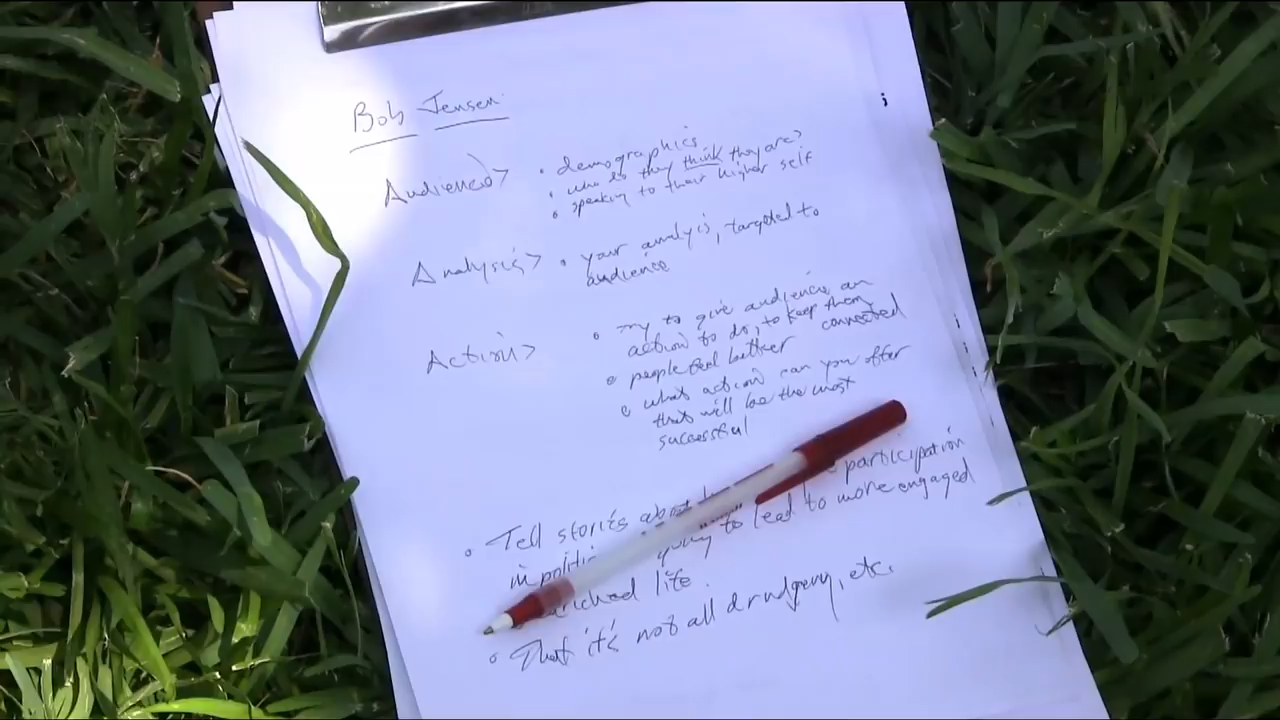 Bob Jensen
Audience>
• demographics
• who do they think they are?
• speaking to their higher self
Analysis>
• your analysis, targeted to
audience
Action>
• try to give audience an
action to do, to keep them
connected
• people feel better
• what action can you offer
that will be the most
successful
• Tell stories about participation
in going to lead to more engaged
life.
• That it's not all drudgery, etc.